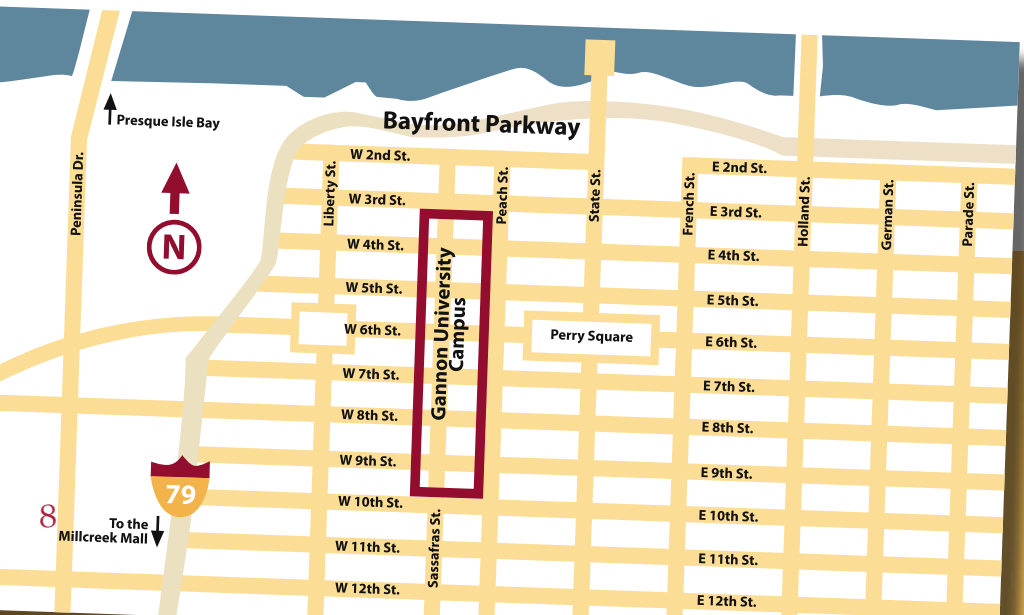 Presque Isle Bay
Bayfront Parkway
Peninsula Dr.
N
Liberty St.
Peach St.
State St.
French St.
Holland St.
German St.
Parade St.
W 2nd St.
E 2nd St.
W 3rd St.
E 3rd St.
W 4th St.
E 4th St.
W 5th St.
E 5th St.
W 6th St.
Perry Square
E 6th St.
W 7th St.
E 7th St.
W 8th St.
E 8th St.
W 9th St.
E 9th St.
W 10th St.
E 10th St.
W 11th St.
E 11th St.
W 12th St.
E 12th St.
Gannon University
Campus
Sassafras St.
79
8
To the
Millcreek Mall